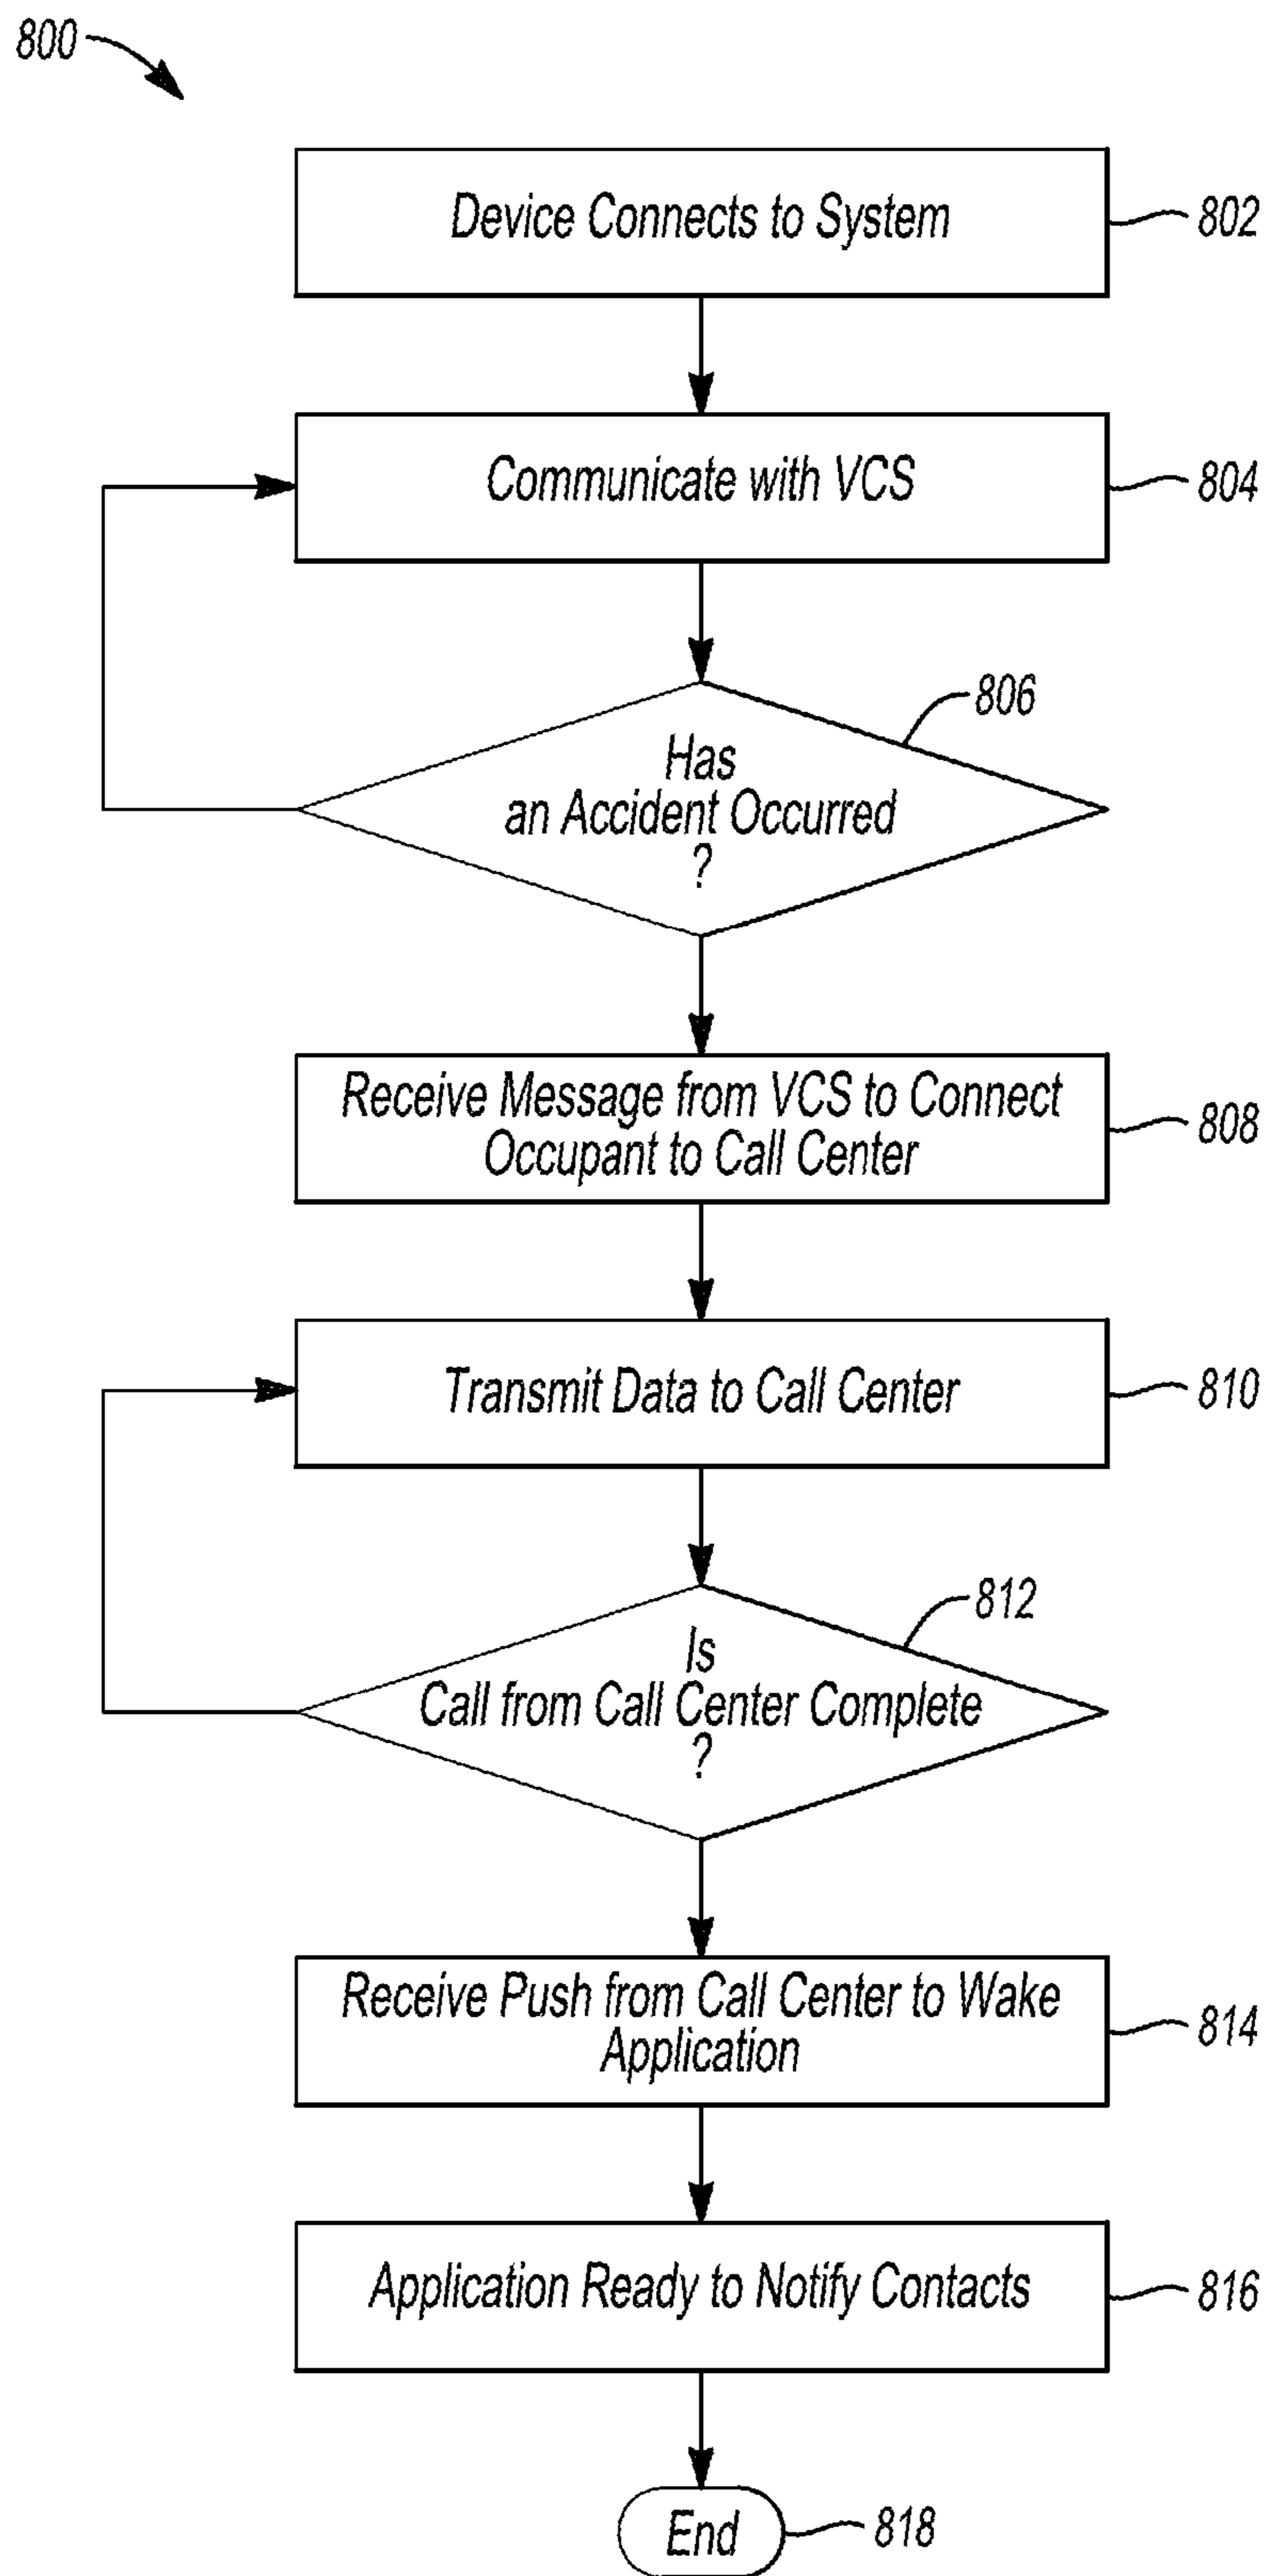 800
Device Connects to System
802
Communicate with VCS
804
806
Has
an Accident Occurred
?
Receive Message from VCS to Connect
Occupant to Call Center
808
Transmit Data to Call Center
810
812
Is
Call from Call Center Complete
?
Receive Push from Call Center to Wake
Application
814
Application Ready to Notify Contacts
816
End
818